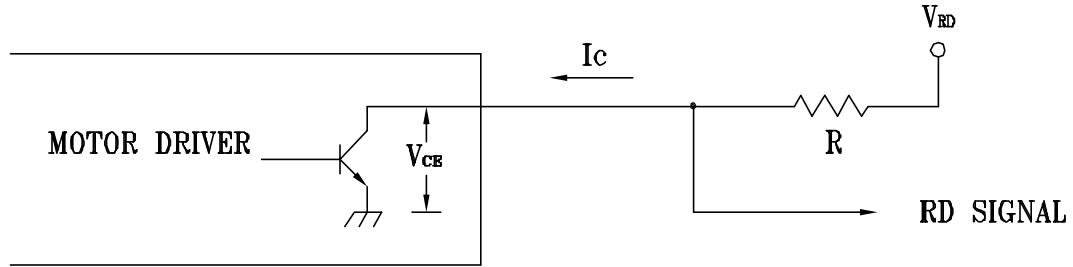 V_RD
Ic
MOTOR DRIVER
V_CE
R
RD SIGNAL